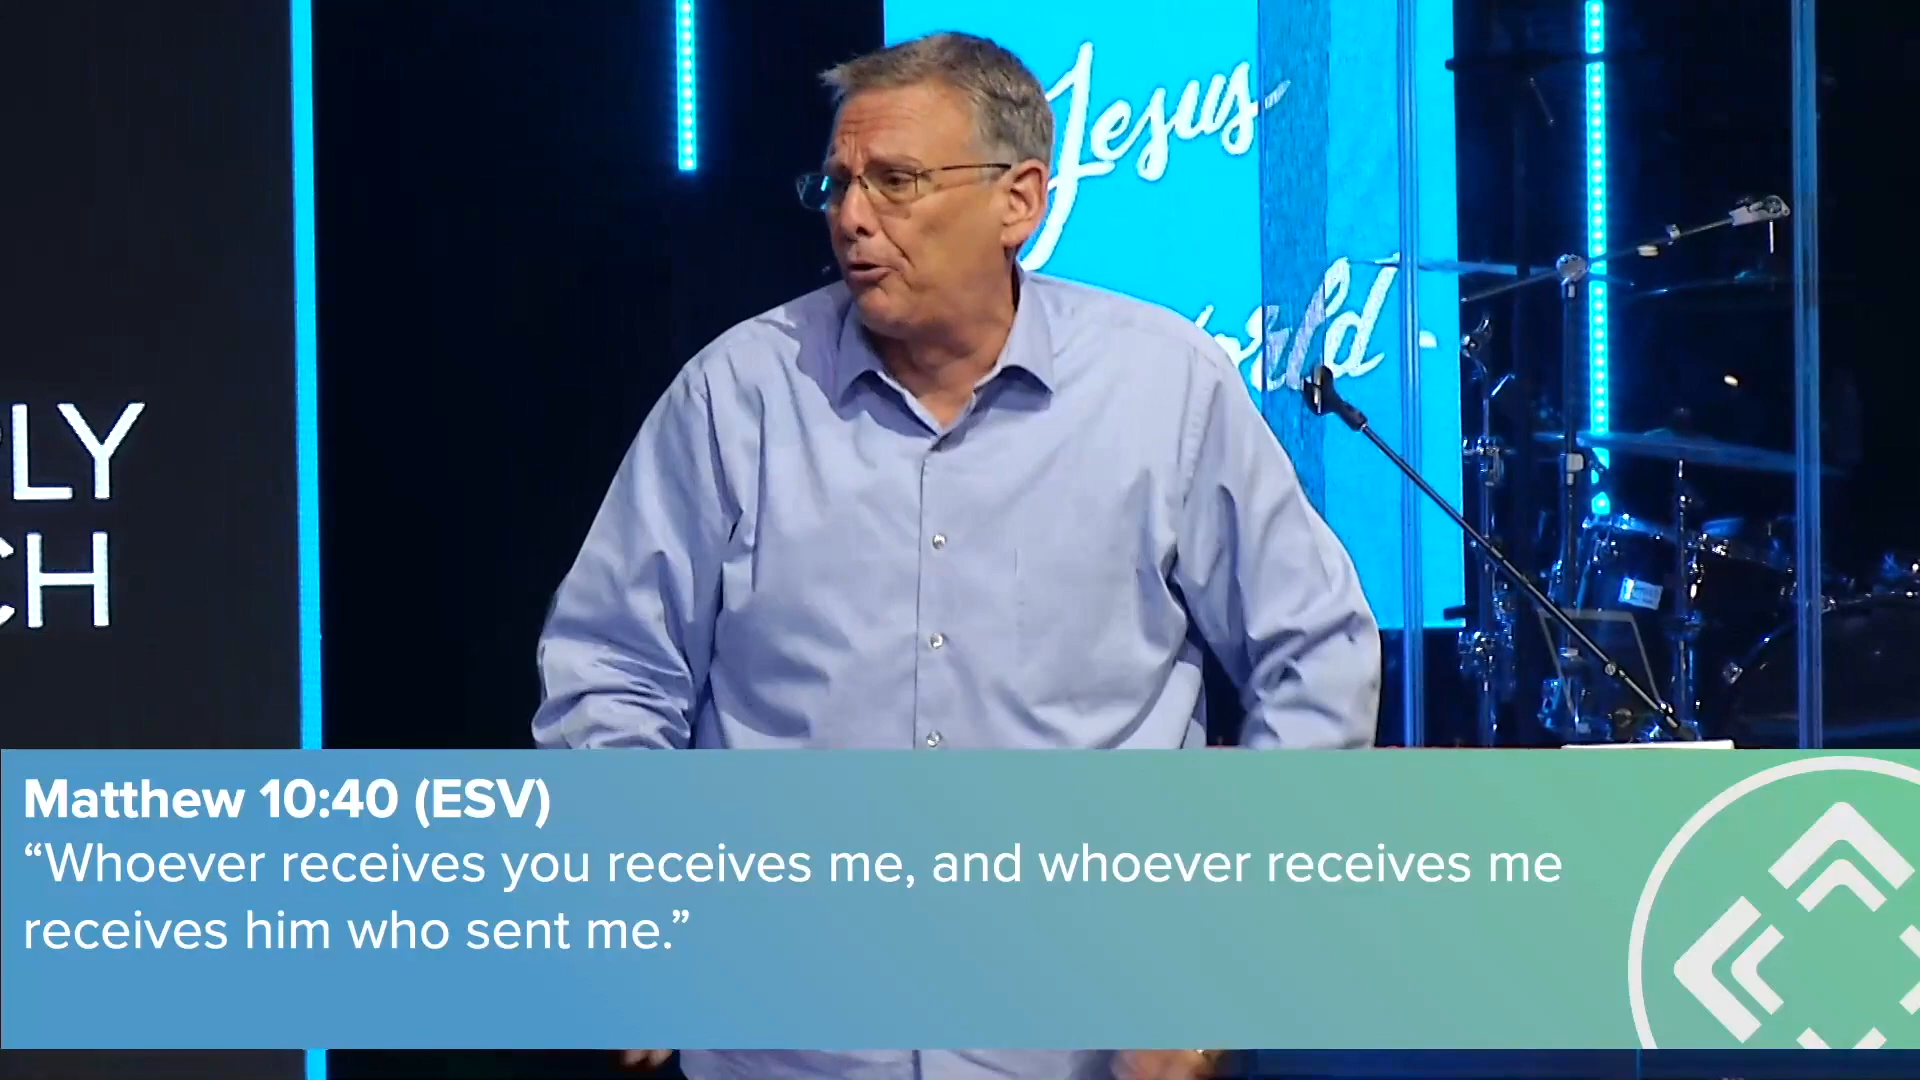 Jesus
LY
CH
Matthew 10:40 (ESV)
“Whoever receives you receives me, and whoever receives me
receives him who sent me.”